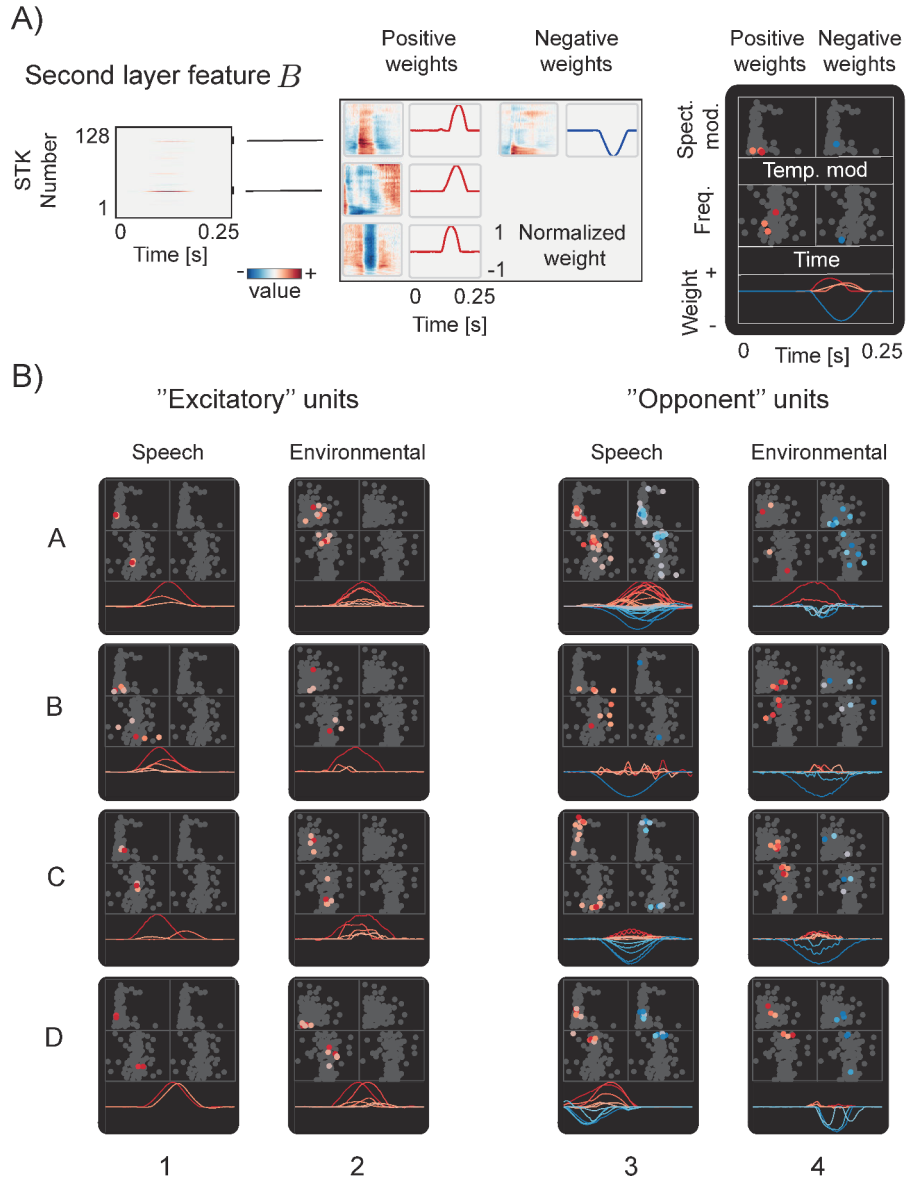 A)
Positive weights
Negative weights
Second layer feature B
STK Number
128
1
0
0.25
Time [s]
- +
value
1
-1
Normalized weight
0
0.25
Time [s]
Positive weights
Negative weights
Spect. mod.
Temp. mod
Freq.
Time
Weight
+
-
0
Time [s]
0.25
B)
"Excitatory" units
"Opponent" units
Speech
Environmental
Speech
Environmental
A
B
C
D
1
2
3
4